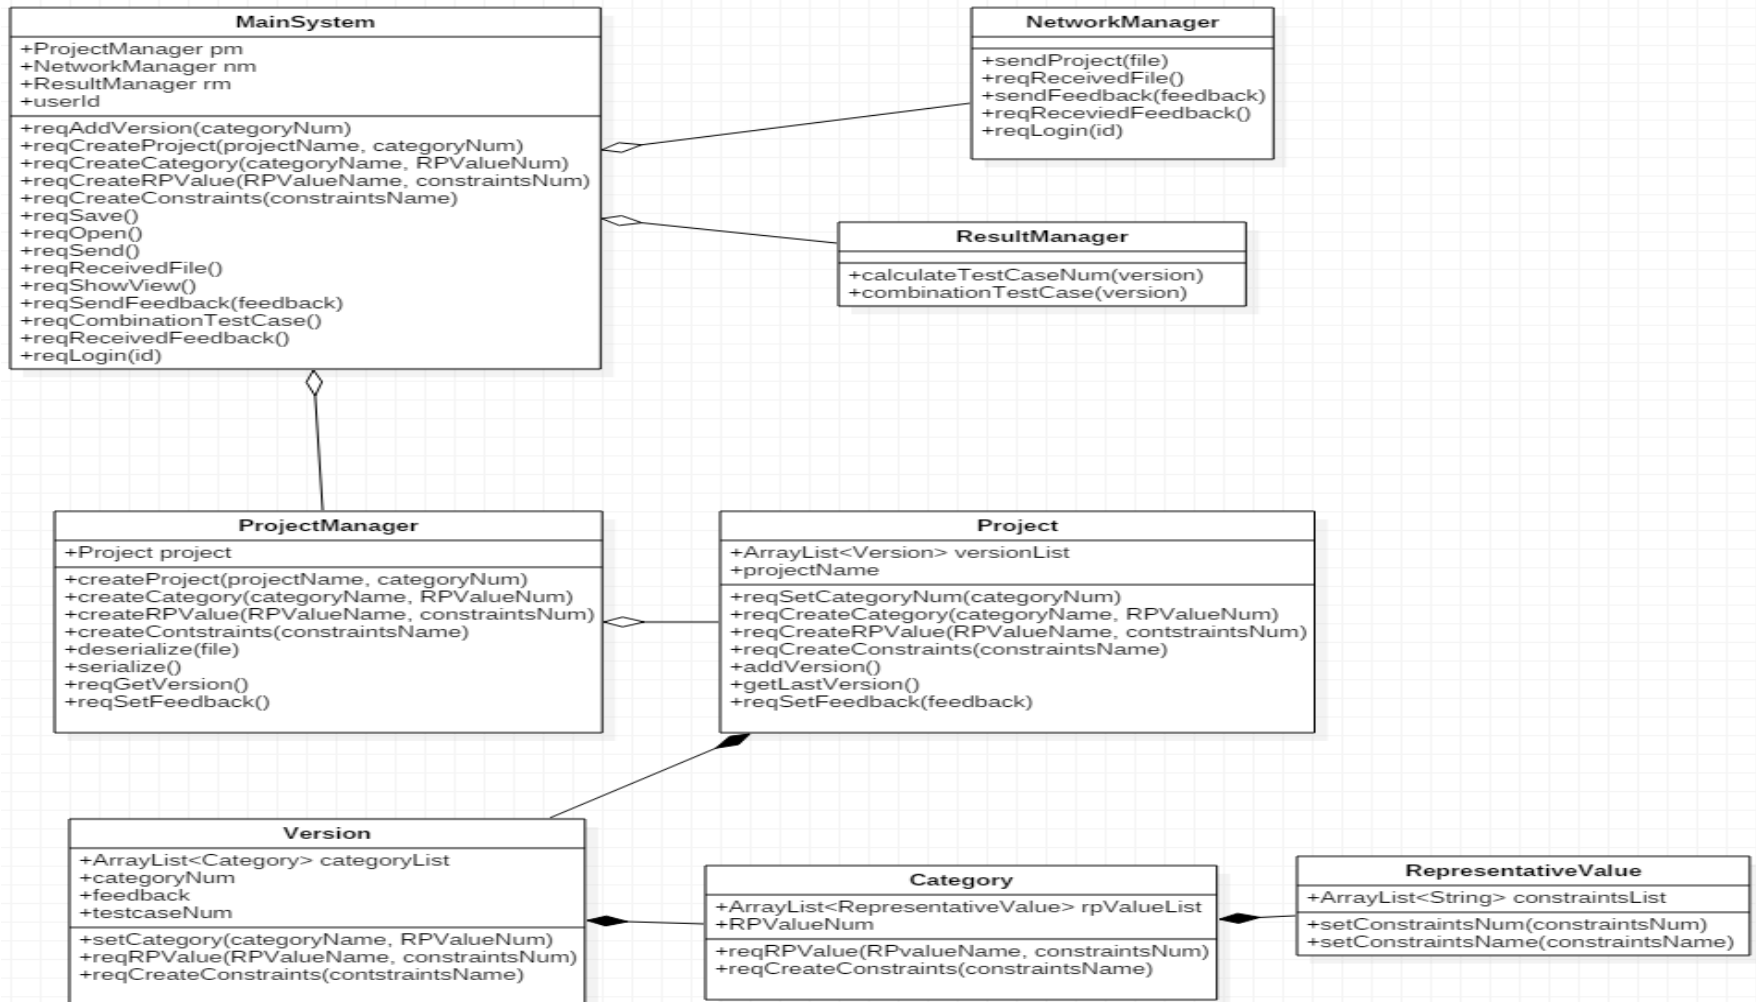 MainSystem
+ProjectManager pm
+NetworkManager nm
+ResultManager rm
+userId
+reqAddVersion(categoryNum)
+reqCreateProject(projectName, categoryNum)
+reqCreateCategory(categoryName, RPValueNum)
+reqCreateRPValue(RPValueName, constraintsNum)
+reqCreateConstraints(constraintsName)
+reqSave()
+reqOpen()
+reqSend()
+reqReceivedFile()
+reqShowView()
+reqSendFeedback(feedback)
+reqCombinationTestCase()
+reqReceivedFeedback()
+reqLogin(id)
NetworkManager
+sendProject(file)
+reqReceivedFile()
+sendFeedback(feedback)
+reqReceviedFeedback()
+reqLogin(id)
ResultManager
+calculateTestCaseNum(version)
+combinationTestCase(version)
ProjectManager
+Project project
+createProject(projectName, categoryNum)
+createCategory(categoryName, RPValueNum)
+createRPValue(RPValueName, constraintsNum)
+createContstraints(constraintsName)
+deserialize(file)
+serialize()
+reqGetVersion()
+reqSetFeedback()
Project
+ArrayList<Version> versionList
+projectName
+reqSetCategoryNum(categoryNum)
+reqCreateCategory(categoryName, RPValueNum)
+reqCreateRPValue(RPValueName, contstraintsNum)
+reqCreateConstraints(constraintsName)
+addVersion()
+getLastVersion()
+reqSetFeedback(feedback)
Version
+ArrayList<Category> categoryList
+categoryNum
+feedback
+testcaseNum
+setCategory(categoryName, RPValueNum)
+reqRPValue(RPValueName, constraintsNum)
+reqCreateConstraints(contstraintsName)
Category
+ArrayList<RepresentativeValue> rpValueList
+RPValueNum
+reqRPValue(RPvalueName, constraintsNum)
+reqCreateConstraints(constraintsName)
RepresentativeValue
+ArrayList<String> constraintsList
+setConstraintsNum(constraintsNum)
+setConstraintsName(constraintsName)